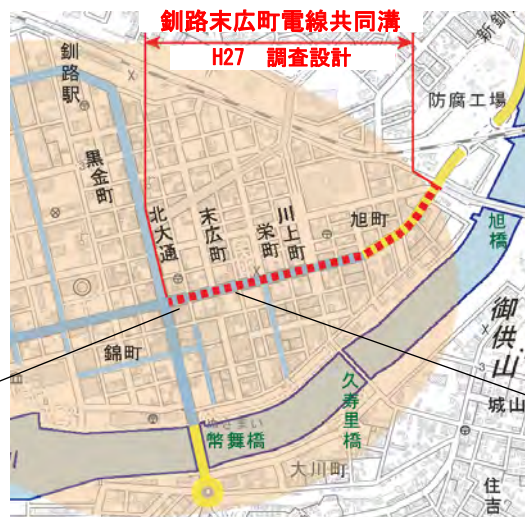 釧路末広町電線共同溝
H27 調査設計
新釧
釧路駅
防腐工場
黒金町
北大通
末広町
栄町
川上町
旭町
旭橋
御供山
城山
錦町
久寿里橋
ぬさまい
幣舞橋
大川町
住吉
川